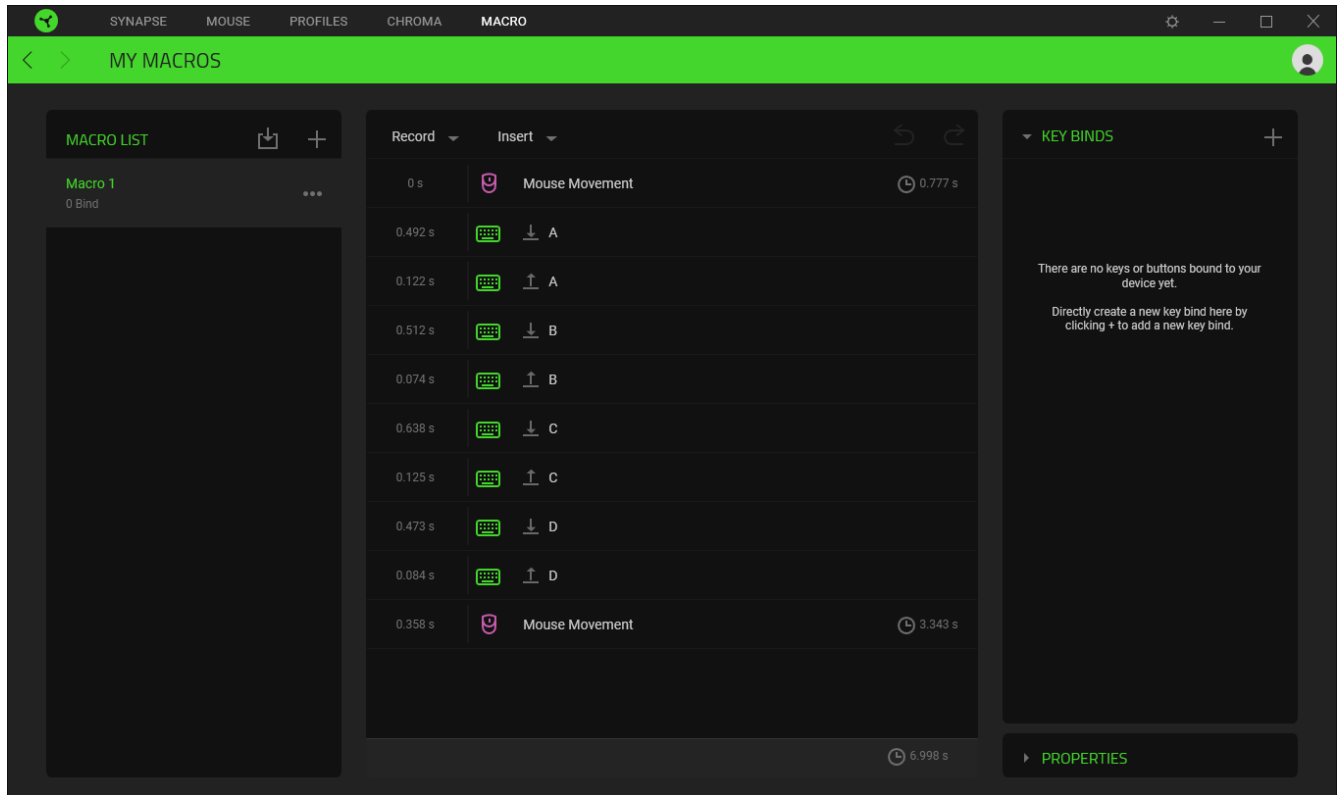 SYNAPSE MOUSE PROFILES CHROMA MACRO
MY MACROS
MACRO LIST
Macro 1
0 Bind
Record Insert
0 s Mouse Movement 0.777 s
0.492 s A
0.122 s A
0.512 s B
0.074 s B
0.638 s C
0.125 s C
0.473 s D
0.084 s D
0.358 s Mouse Movement 3.343 s
6.998 s
KEY BINDS
There are no keys or buttons bound to your
device yet.
Directly create a new key bind here by
clicking + to add a new key bind.
PROPERTIES